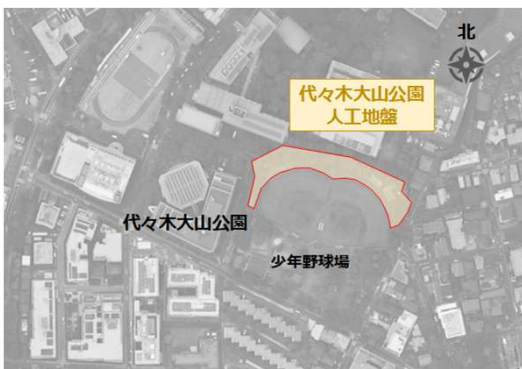 北
代々木大山公園
人工地盤
代々木大山公園
少年野球場